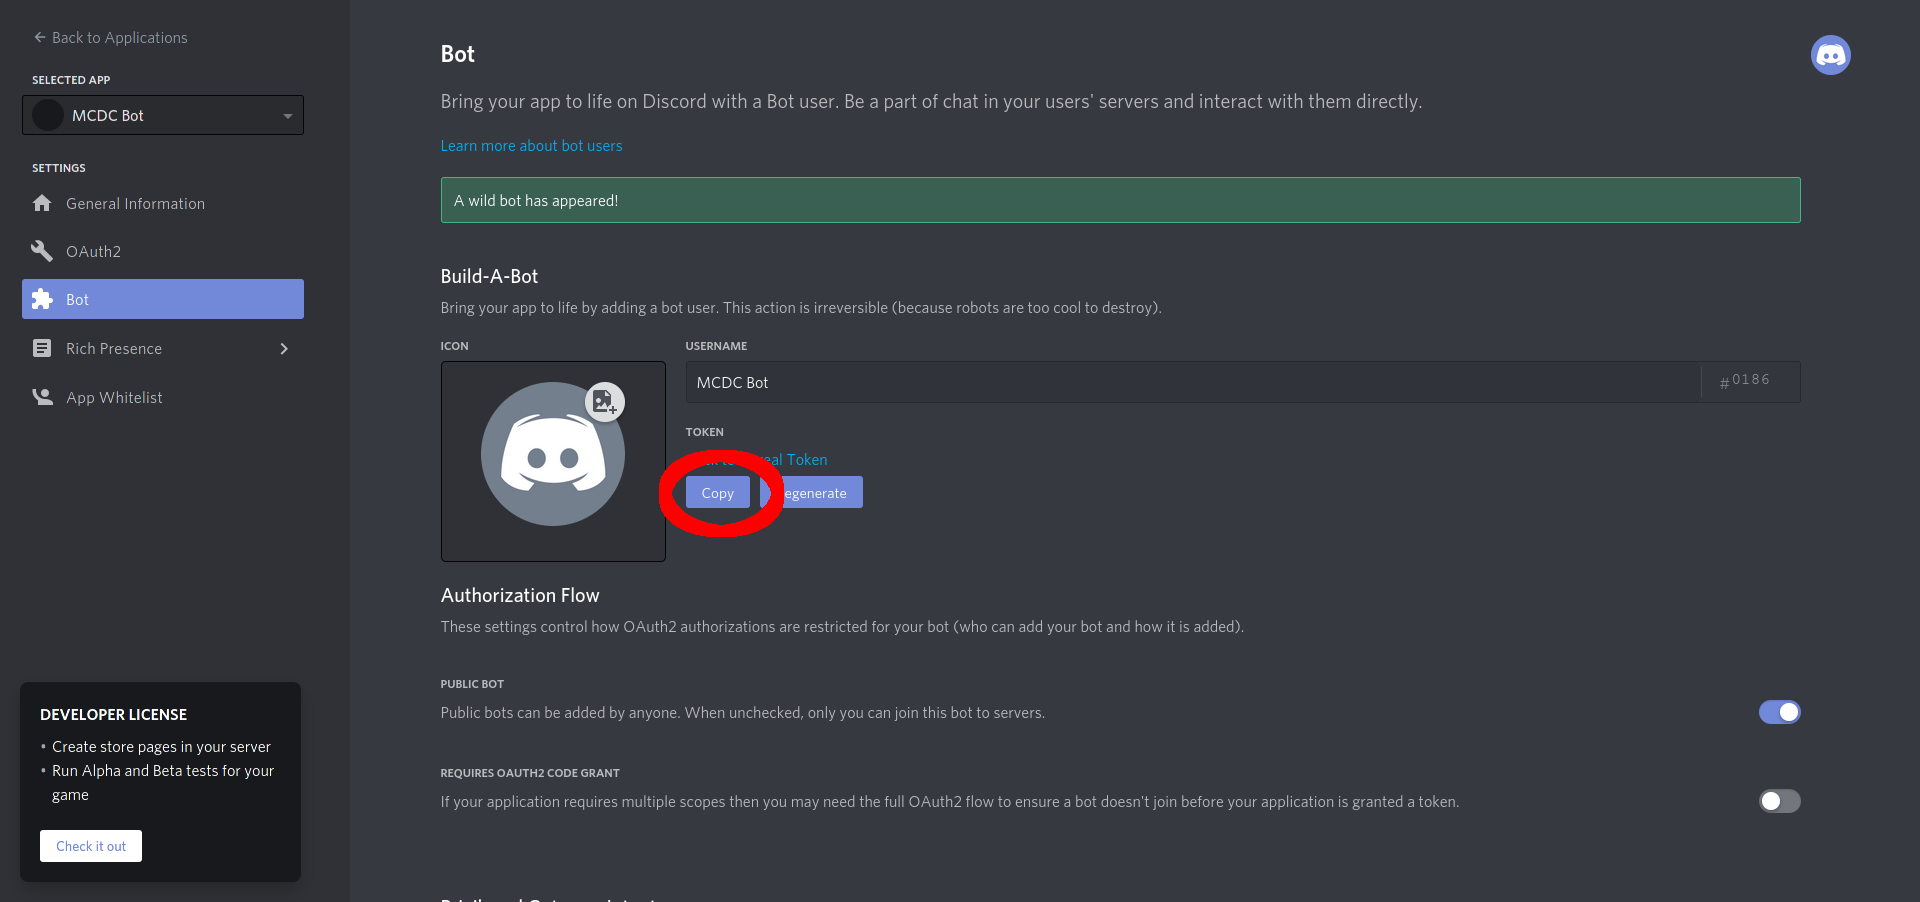 Back to Applications
SELECTED APP
MCDC Bot
SETTINGS
General Information
OAuth2
Bot
Rich Presence
App Whitelist
DEVELOPER LICENSE
• Create store pages in your server
• Run Alpha and Beta tests for your
game
Check it out
Bot
Bring your app to life on Discord with a Bot user. Be a part of chat in your users' servers and interact with them directly.
Learn more about bot users
A wild bot has appeared!
Build-A-Bot
Bring your app to life by adding a bot user. This action is irreversible (because robots are too cool to destroy).
ICON
USERNAME
MCDC Bot
#0186
TOKEN
Token
Copy
egenerate
Authorization Flow
These settings control how OAuth2 authorizations are restricted for your bot (who can add your bot and how it is added).
PUBLIC BOT
Public bots can be added by anyone. When unchecked, only you can join this bot to servers.
REQUIRES OAUTH2 CODE GRANT
If your application requires multiple scopes then you may need the full OAuth2 flow to ensure a bot doesn't join before your application is granted a token.